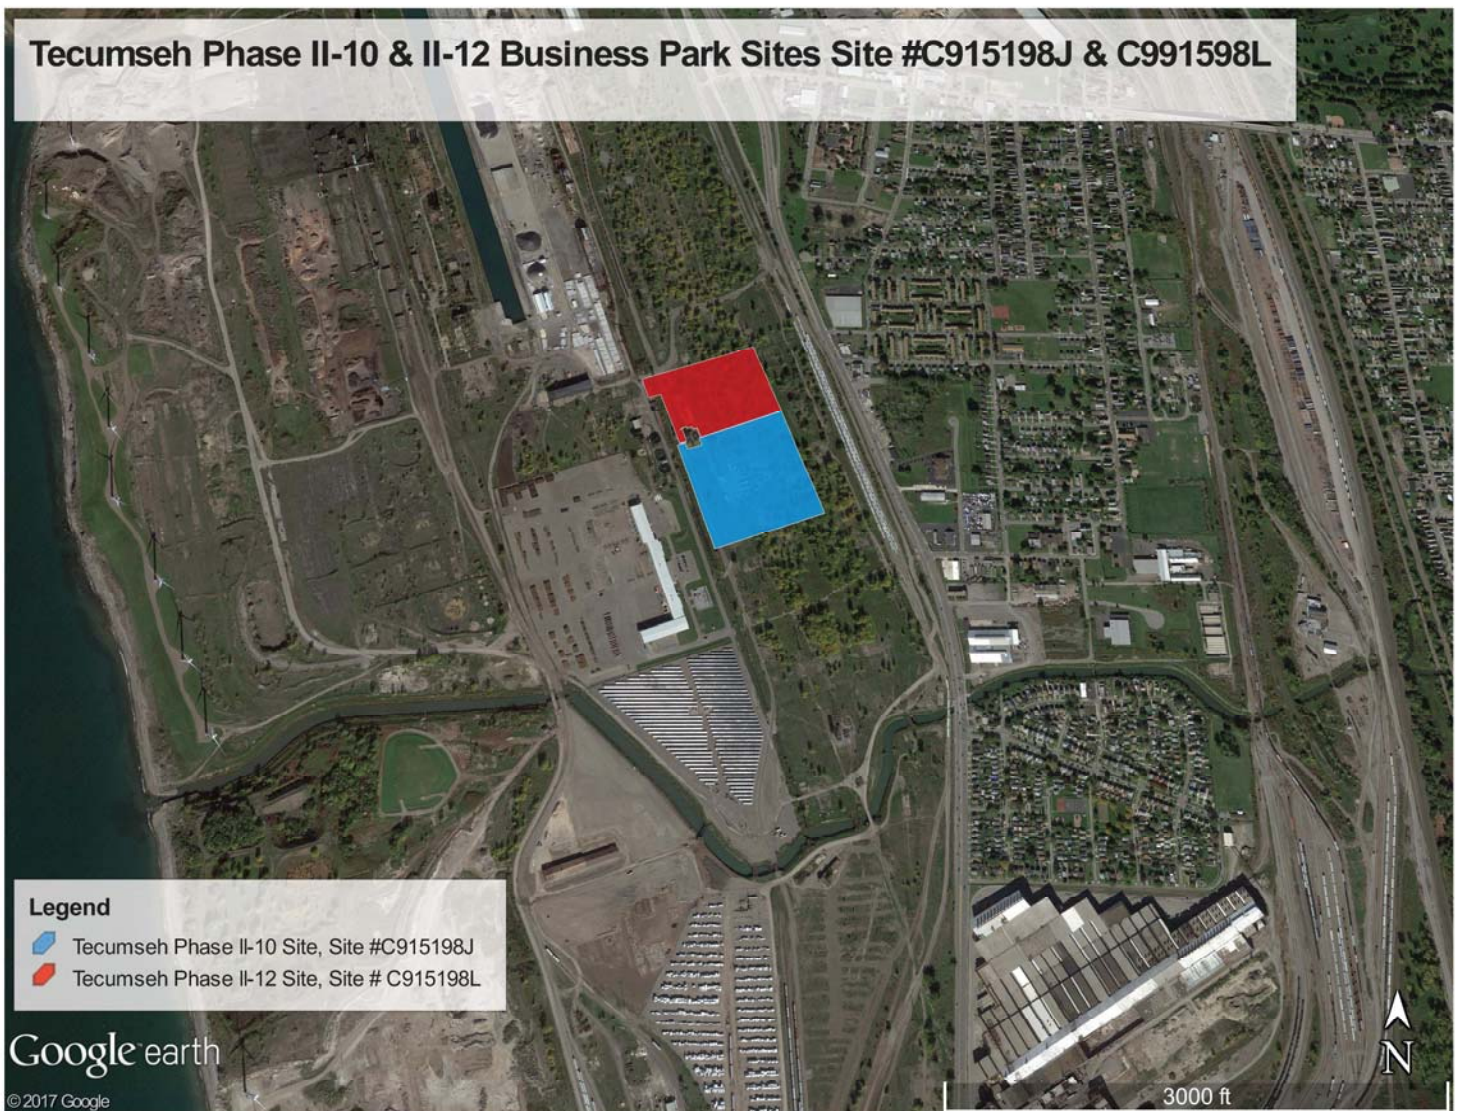 Tecumseh Phase II-10 & II-12 Business Park Sites Site #C915198J & C991598L
Legend
Tecumseh Phase II-10 Site, Site #C915198J
Tecumseh Phase II-12 Site, Site # C915198L
Google earth
© 2017 Google
N
3000 ft